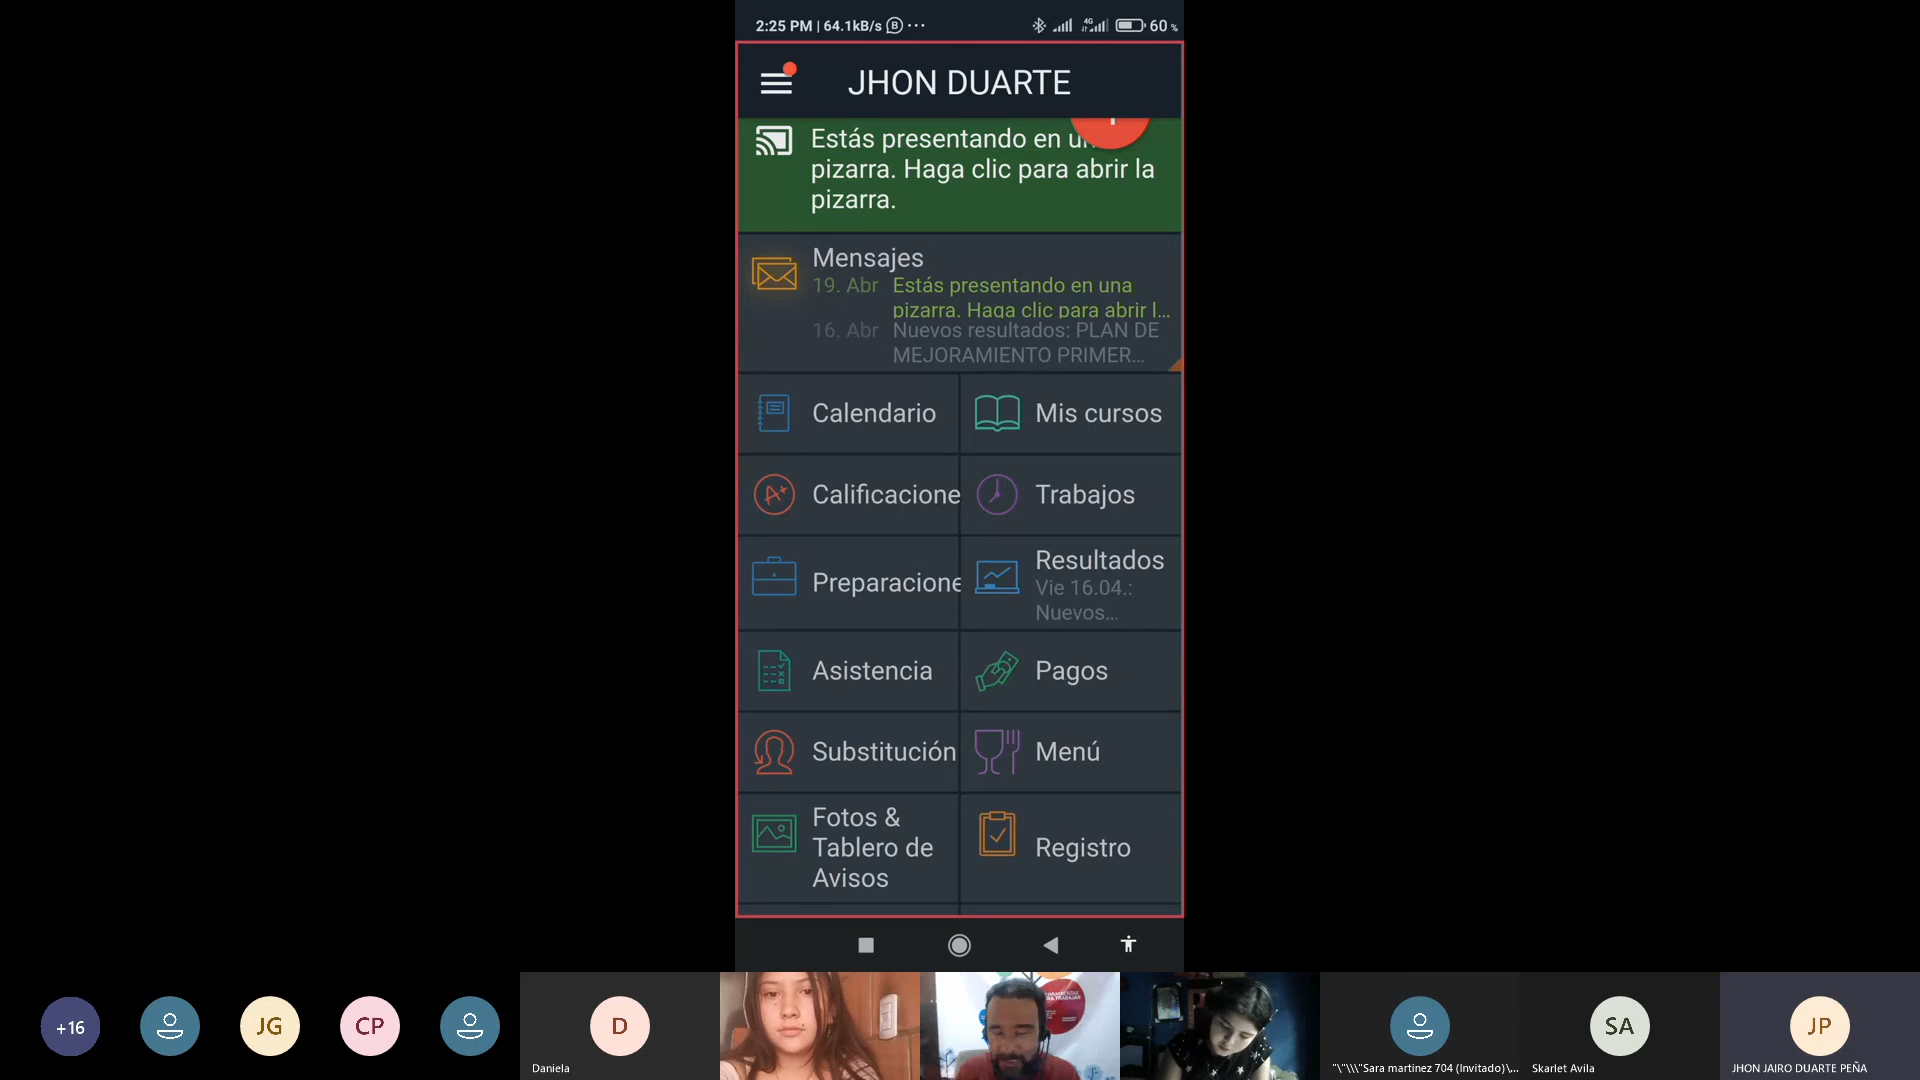 2:25 PM | 64.1kB/s B ...
4G 60 %
JHON DUARTE
Estás presentando en un
pizarra. Haga clic para abrir la
pizarra.
Mensajes
19. Abr Estás presentando en una
pizarra. Haga clic para abrir l...
16. Abr Nuevos resultados: PLAN DE
MEJORAMIENTO PRIMER...
Calendario
Mis cursos
Calificacione
Trabajos
Preparacione
Resultados
Vie 16.04.:
Nuevos...
Asistencia
Pagos
Substitución
Menú
Fotos &
Tablero de
Avisos
Registro
+16
JG
CP
D
Daniela
"\"\\\"Sara martinez 704 (Invitado)\...
SA
Skarlet Avila
JP
JHON JAIRO DUARTE PEÑA